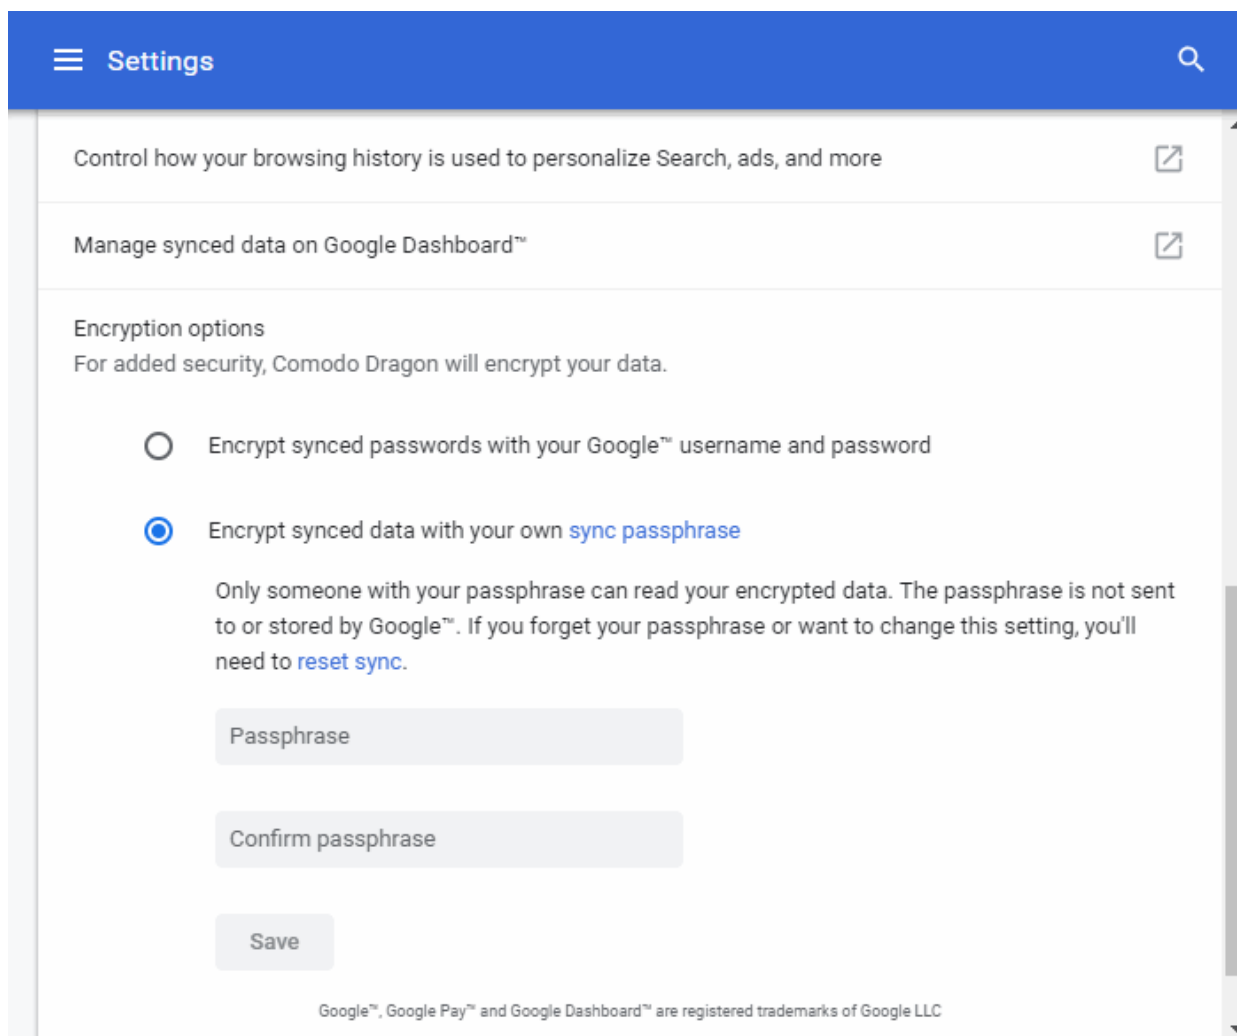 Settings
Control how your browsing history is used to personalize Search, ads, and more
Manage synced data on Google Dashboard™
Encryption options
For added security, Comodo Dragon will encrypt your data.
Encrypt synced passwords with your Google™ username and password
Encrypt synced data with your own sync passphrase
Only someone with your passphrase can read your encrypted data. The passphrase is not sent
to or stored by Google™. If you forget your passphrase or want to change this setting, you'll
need to reset sync.
Passphrase
Confirm passphrase
Save
Google™, Google Pay™ and Google Dashboard™ are registered trademarks of Google LLC